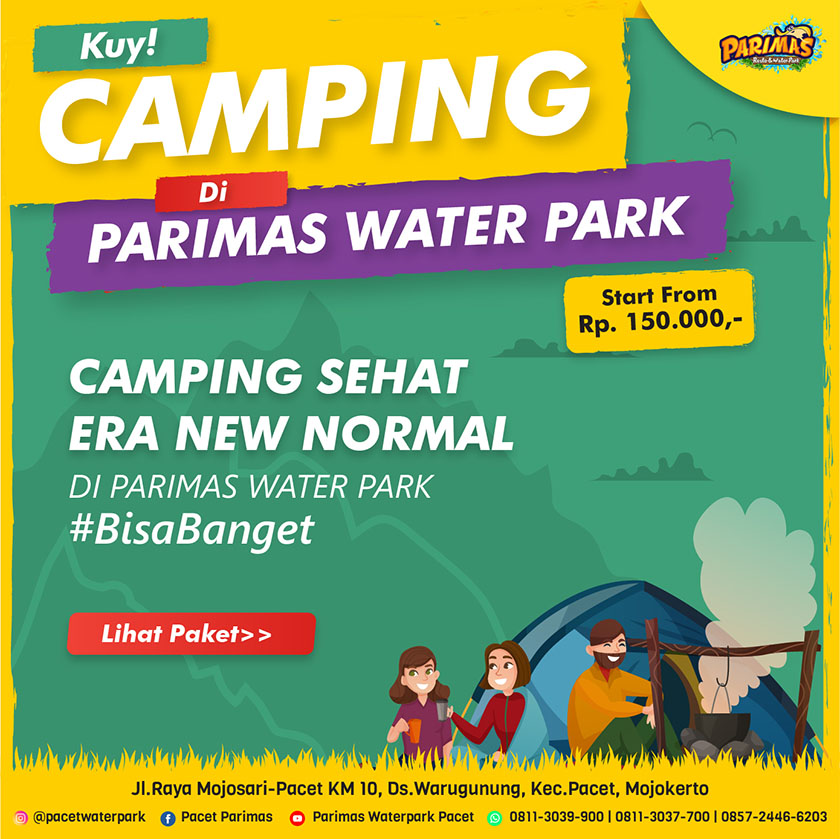 Kuy!
PARIMAS
Resto & Water Park
CAMPING
Di
PARIMAS WATER PARK
Start From
Rp. 150.000,-
CAMPING SEHAT
ERA NEW NORMAL
DI PARIMAS WATER PARK
#BisaBanget
Lihat Paket>>
Jl.Raya Mojosari-Pacet KM 10, Ds.Warugunung, Kec.Pacet, Mojokerto
@pacetwaterpark Pacet Parimas Parimas Waterpark Pacet 0811-3039-900 | 0811-3037-700 | 0857-2446-6203